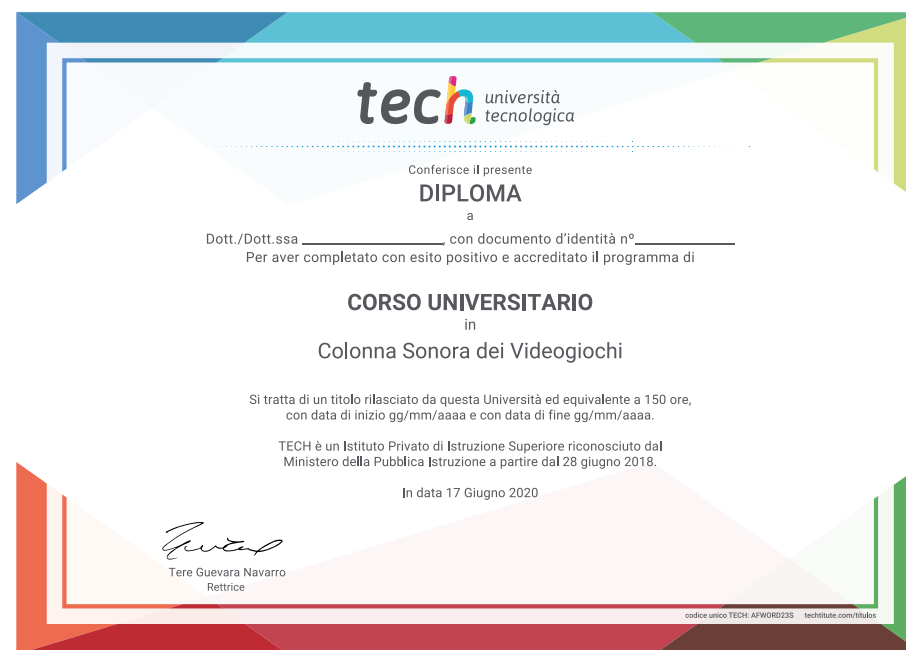 tech università
tecnologica
Conferisce il presente
DIPLOMA
a
Dott./Dott.ssa ____________________, con documento d'identità nº______________
Per aver completato con esito positivo e accreditato il programma di
CORSO UNIVERSITARIO
in
Colonna Sonora dei Videogiochi
Si tratta di un titolo rilasciato da questa Università ed equivalente a 150 ore,
con data di inizio gg/mm/aaaa e con data di fine gg/mm/aaaa.
TECH è un Istituto Privato di Istruzione Superiore riconosciuto dal
Ministero della Pubblica Istruzione a partire dal 28 giugno 2018.
In data 17 Giugno 2020
Tere Guevara Navarro
Rettrice
codice unico TECH: AFWORD23S techtitute.com/titulos